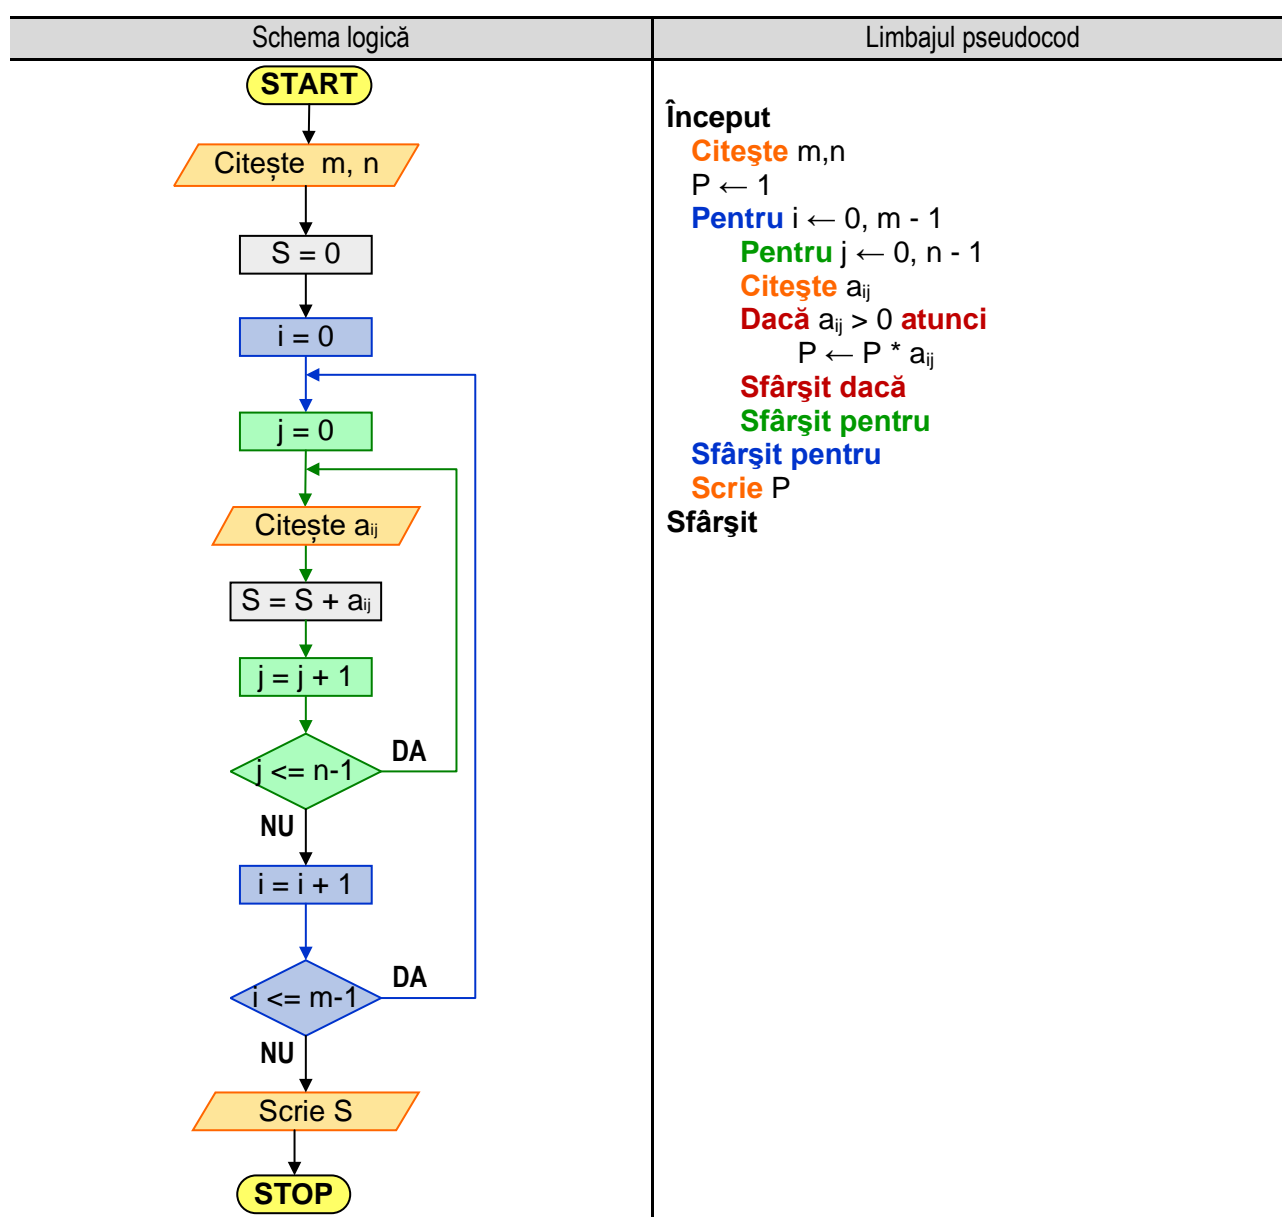 Schema logică
Limbajul pseudocod
START
Citește m, n
S = 0
i = 0
j = 0
Citește aij
S = S + aij
j = j + 1
j <= n-1
DA
NU
i = i + 1
i <= m-1
DA
NU
Scrie S
STOP
Început
Citeşte m,n
P ← 1
Pentru i ← 0, m - 1
Pentru j ← 0, n - 1
Citeşte aij
Dacă aij > 0 atunci
P ← P * aij
Sfârşit dacă
Sfârşit pentru
Sfârşit pentru
Scrie P
Sfârşit